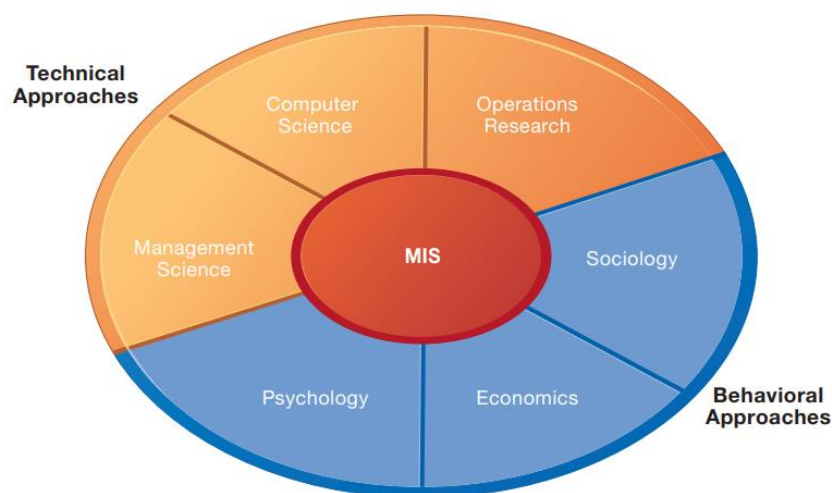 Technical
Approaches
Computer
Science
Operations
Research
Management
Science
MIS
Sociology
Psychology
Economics
Behavioral
Approaches